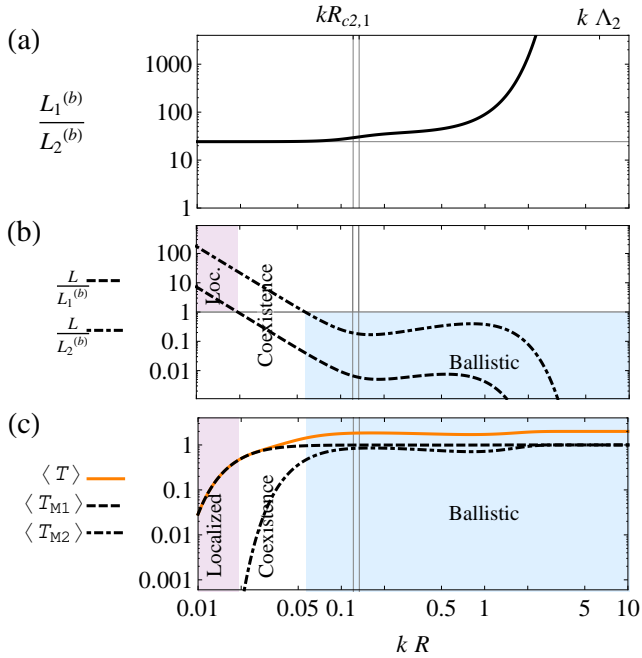 kR_{c2,1} k Λ_2
(a)
L_1^{(b)}
L_2^{(b)}
1000
100
10
1
(b)
L
L_1^{(b)}
L
L_2^{(b)}
100
10
1
0.1
0.01
Loc.
Coexistence
Ballistic
(c)
⟨T⟩
⟨T_{M1}⟩
⟨T_{M2}⟩
1
0.1
0.01
0.001
Localized
Coexistence
Ballistic
0.01 0.05 0.1 0.5 1 5 10
k R